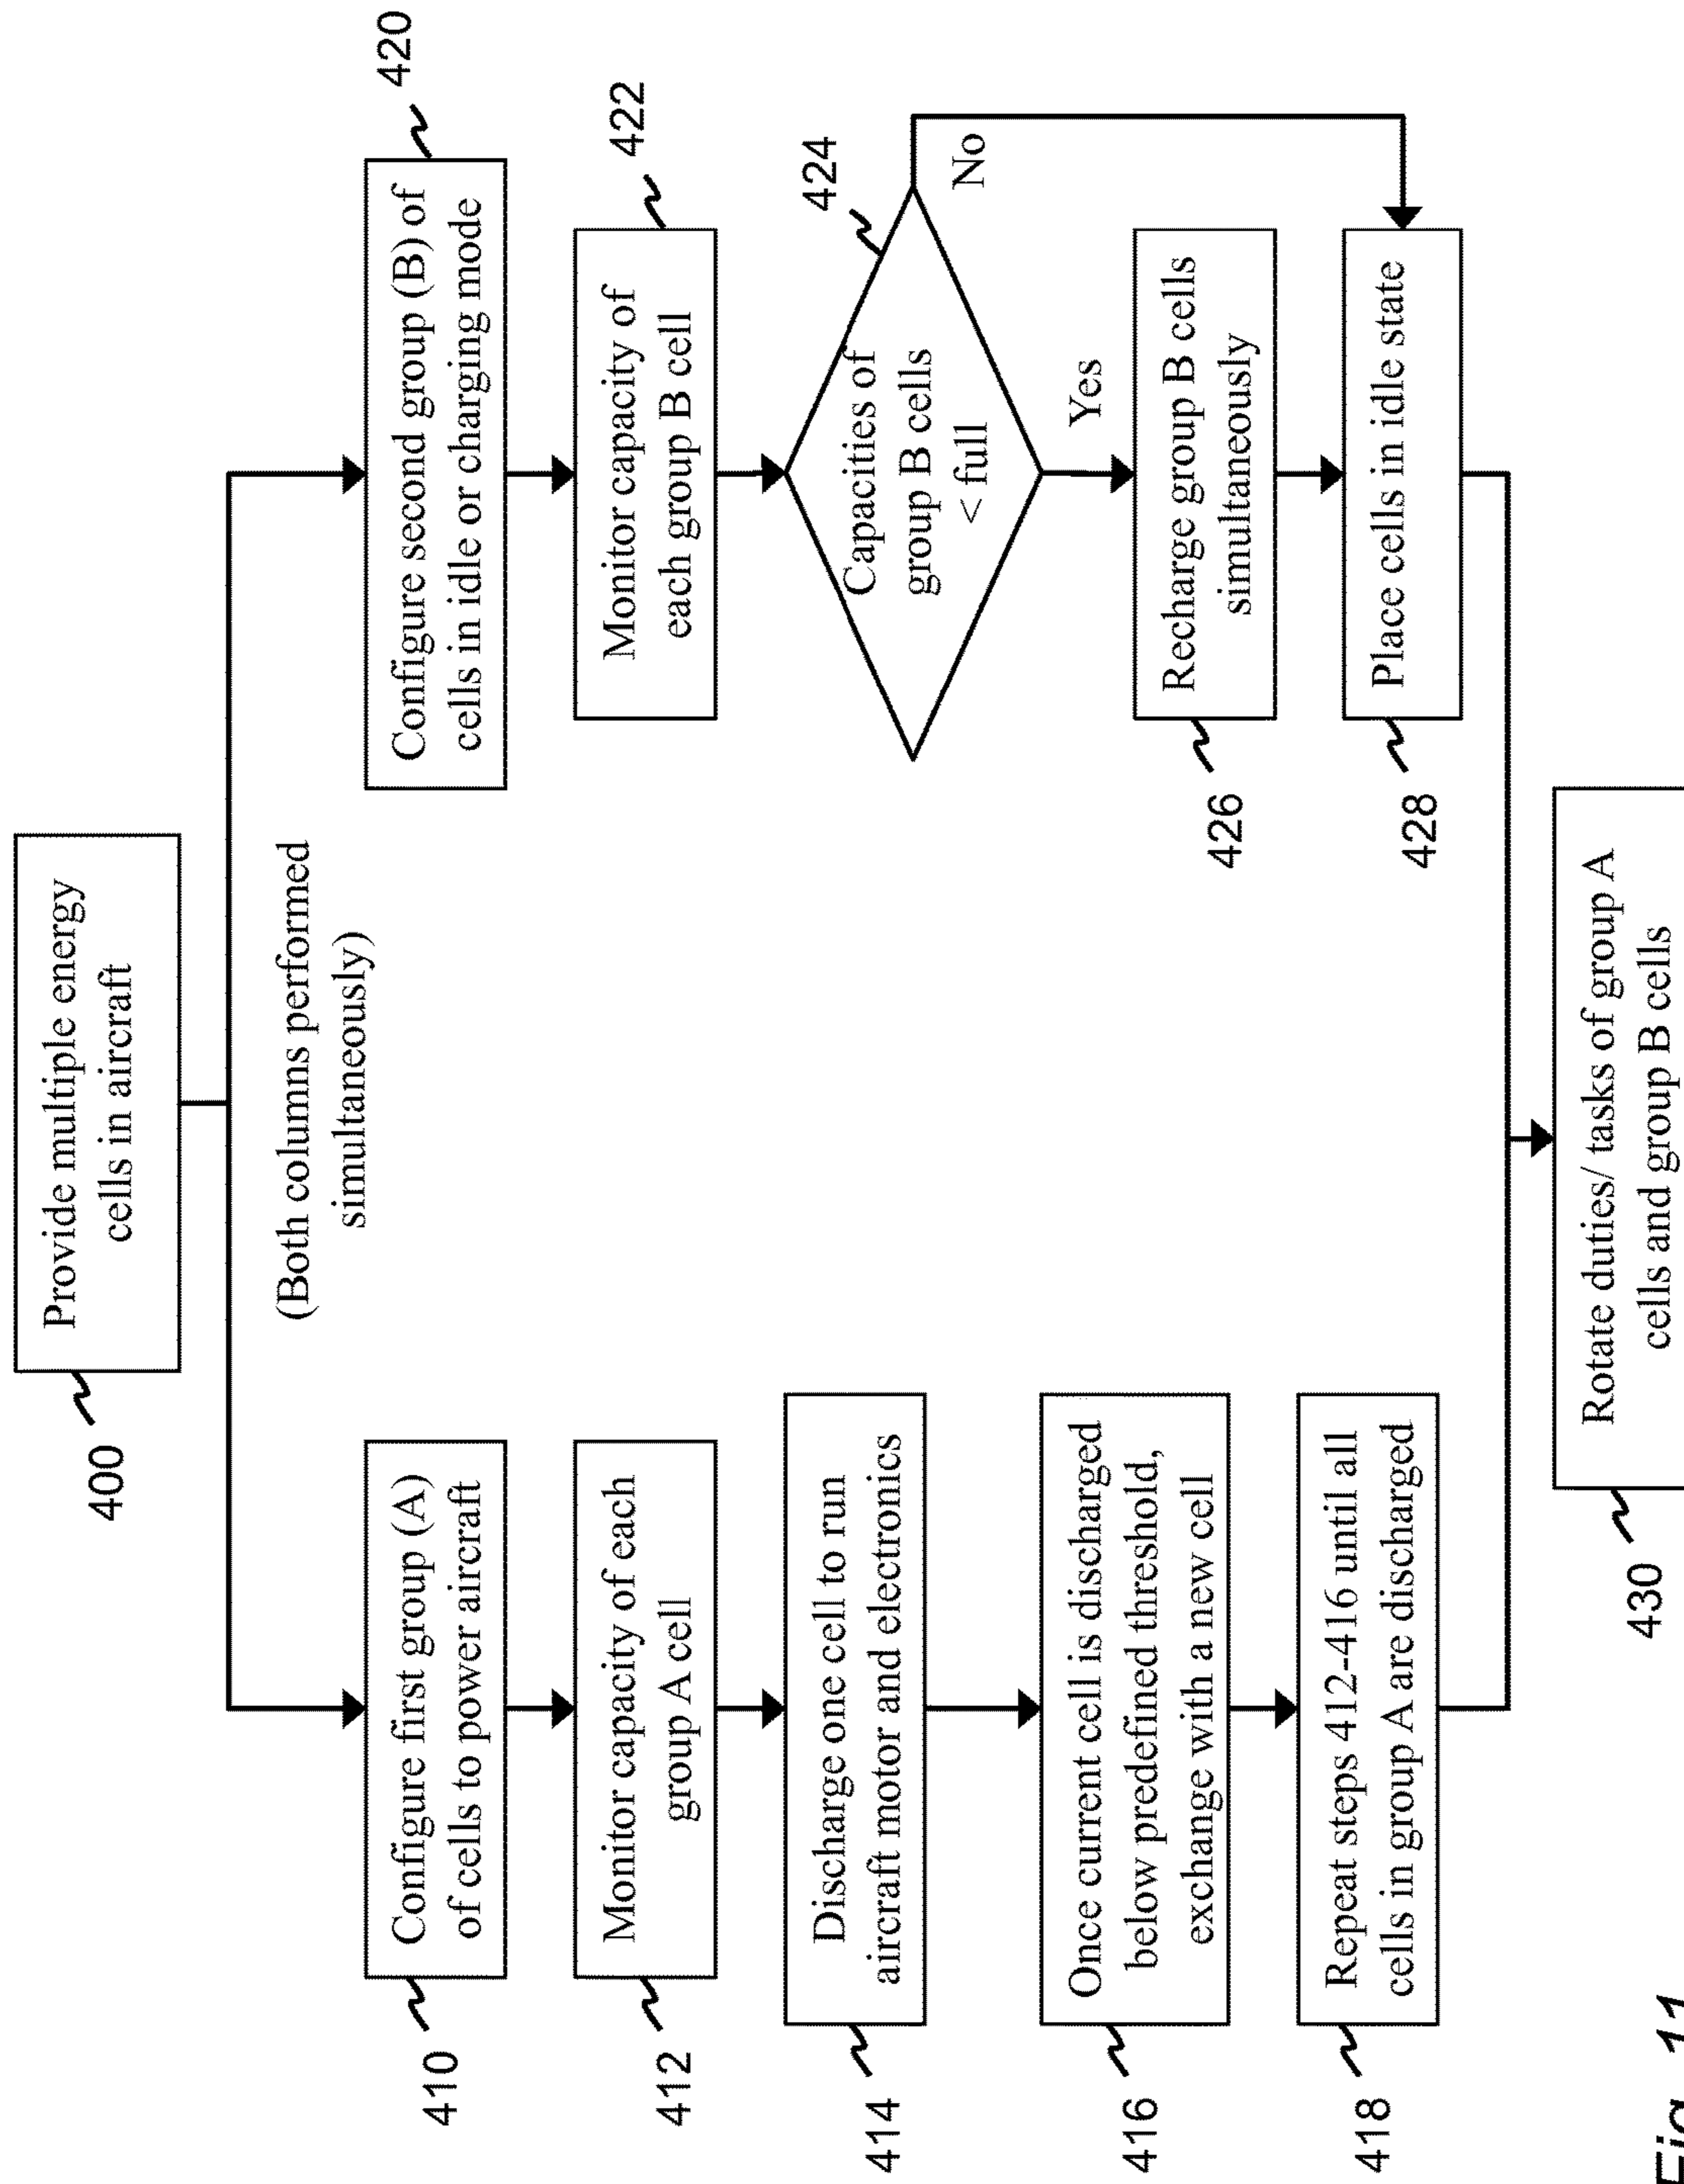 Provide multiple energy
cells in aircraft
400
(Both columns performed
simultaneously)
Configure first group (A)
of cells to power aircraft
410
Monitor capacity of each
group A cell
412
Discharge one cell to run
aircraft motor and electronics
414
Once current cell is discharged
below predefined threshold,
exchange with a new cell
416
Repeat steps 412-416 until all
cells in group A are discharged
418
Configure second group (B) of
cells in idle or charging mode
420
Monitor capacity of
each group B cell
422
Capacities of
group B cells
< full
424
No
Yes
Recharge group B cells
simultaneously
426
Place cells in idle state
428
Rotate duties/ tasks of group A
cells and group B cells
430
Fig. 11